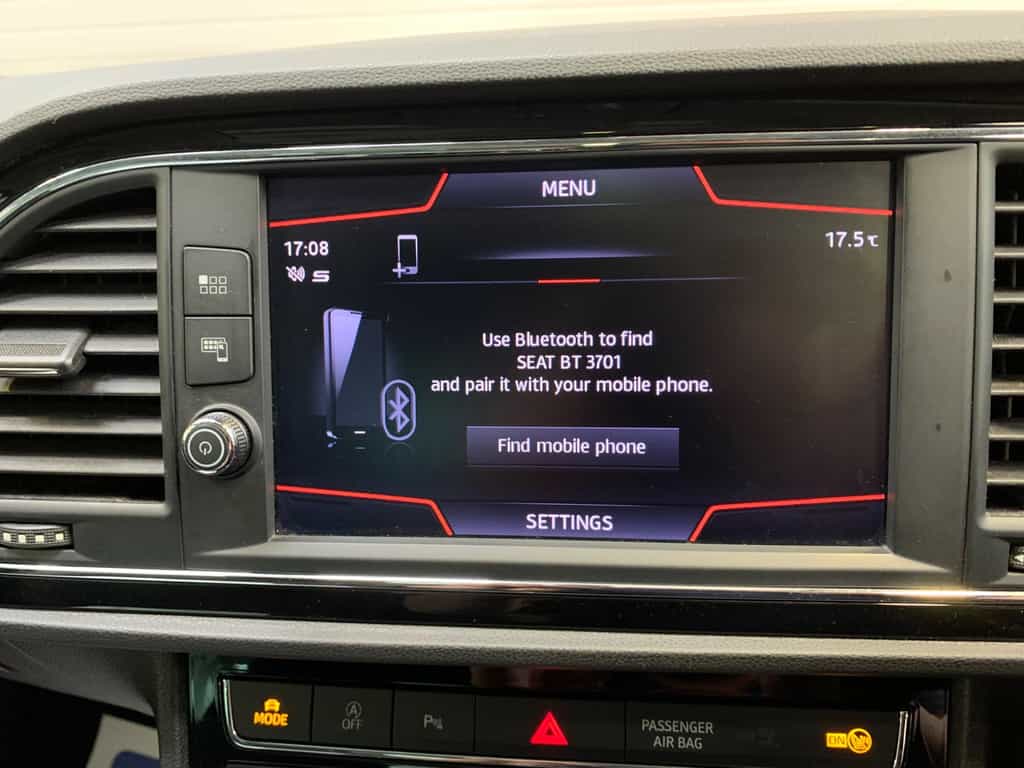 MENU
17:08
17.5℃
S
Use Bluetooth to find
SEAT BT 3701
and pair it with your mobile phone.
Find mobile phone
SETTINGS
MODE
A
OFF
P
PASSENGER
AIR BAG
ON